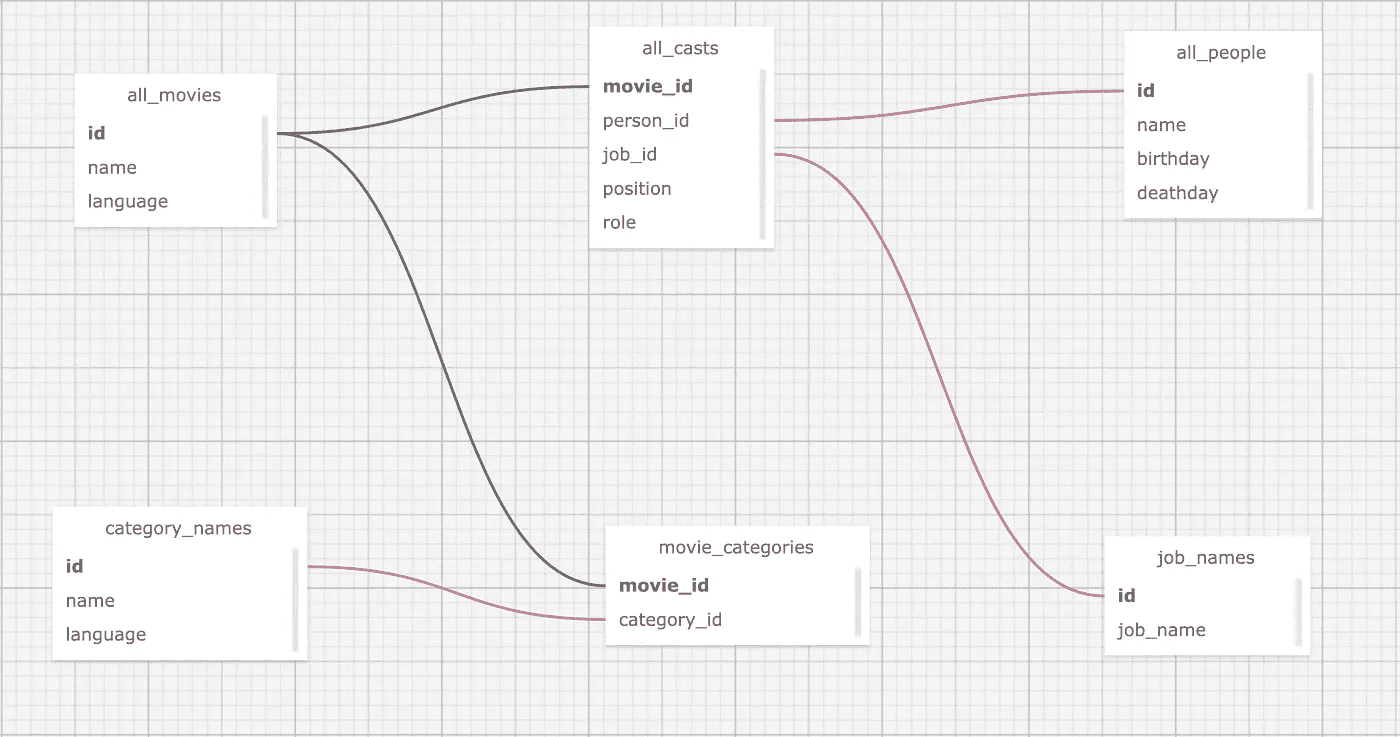 all_movies
id
name
language
all_casts
movie_id
person_id
job_id
position
role
all_people
id
name
birthday
deathday
category_names
id
name
language
movie_categories
movie_id
category_id
job_names
id
job_name